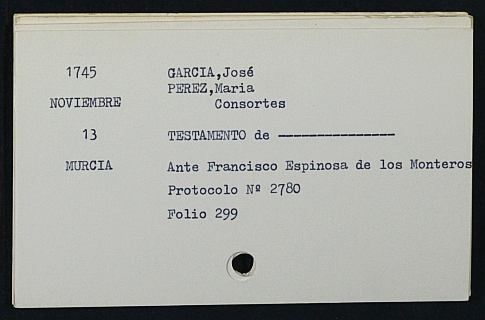 1745 GARCIA,José
PEREZ,Maria
NOVIEMBRE Consortes
13 TESTAMENTO de ---------------
MURCIA Ante Francisco Espinosa de los Monteros
Protocolo Nº 2780
Folio 299